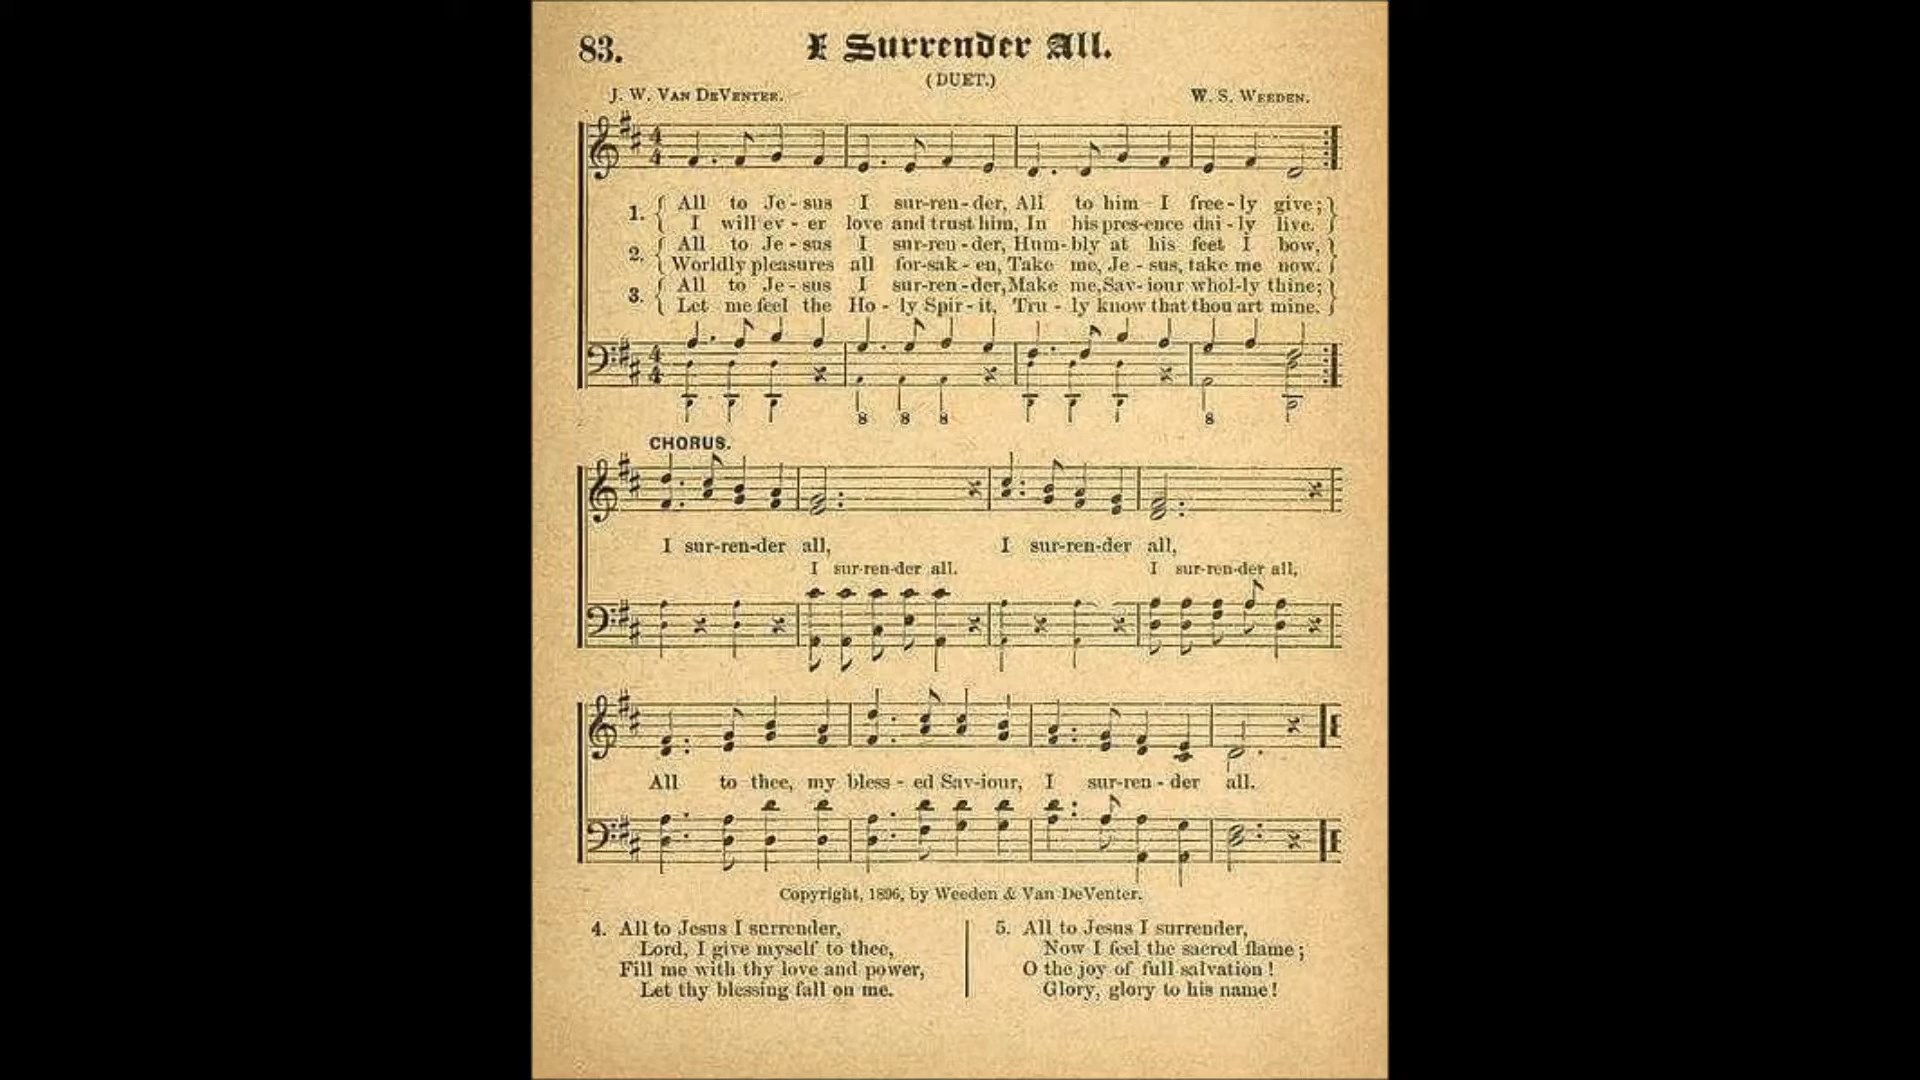 83. I Surrender All.
(DUET.)
J. W. VAN DEVENTER. W. S. WEEDEN.
1. { All to Je-sus I sur-ren-der, All to him I free-ly give; }
{ I will ev-er love and trust him, In his pres-ence dai-ly live. }
2. { All to Je-sus I sur-ren-der, Hum-bly at his feet I bow, }
{ Worldly pleasures all for-sak-en, Take me, Je-sus, take me now. }
3. { All to Je-sus I sur-ren-der, Make me, Sav-iour whol-ly thine; }
{ Let me feel the Ho-ly Spir-it, Tru-ly know that thou art mine. }
8 8 8 8
CHORUS.
I sur-ren-der all, I sur-ren-der all,
I sur-ren-der all. I sur-ren-der all,
All to thee, my bless-ed Sav-iour, I sur-ren-der all.
Copyright, 1896, by Weeden & Van DeVenter.
4. All to Jesus I surrender,
Lord, I give myself to thee,
Fill me with thy love and power,
Let thy blessing fall on me.
5. All to Jesus I surrender,
Now I feel the sacred flame;
O the joy of full salvation!
Glory, glory to his name!